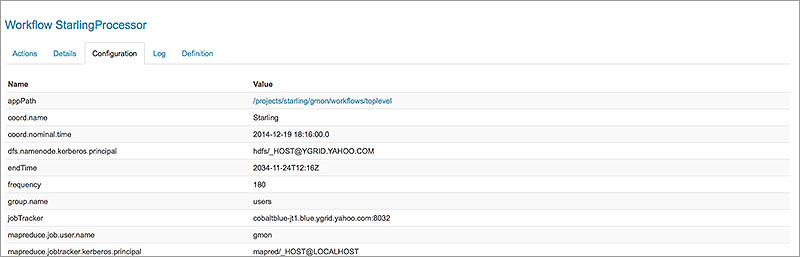 Workflow StarlingProcessor
Actions Details Configuration Log Definition
Name Value
appPath /projects/starling/gmon/workflows/toplevel
coord.name Starling
coord.nominal.time 2014-12-19 18:16:00.0
dfs.namenode.kerberos.principal hdfs/_HOST@YGRID.YAHOO.COM
endTime 2034-11-24T12:16Z
frequency 180
group.name users
jobTracker cobaltblue-jt1.blue.ygrid.yahoo.com:8032
mapreduce.job.user.name gmon
mapreduce.jobtracker.kerberos.principal mapred/_HOST@LOCALHOST